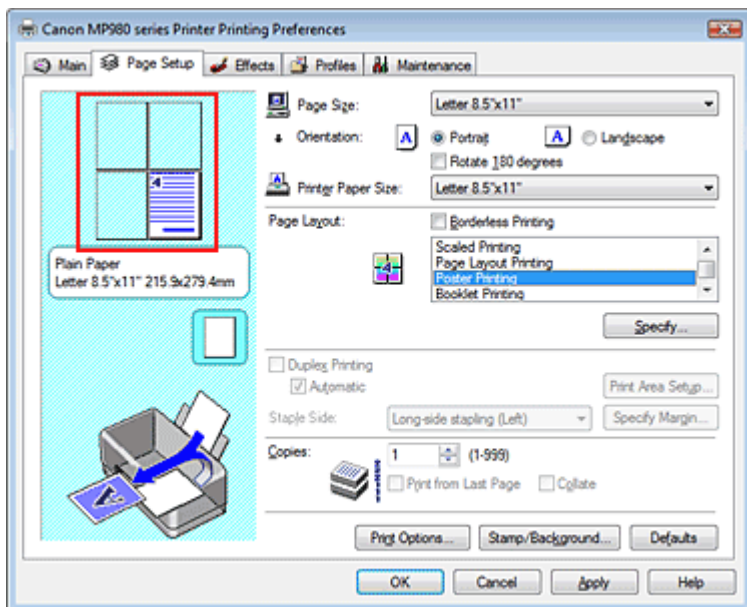 Canon MP980 series Printer Printing Preferences
Main Page Setup Effects Profiles Maintenance
Page Size: Letter 8.5"x11"
Orientation: A Portrait A Landscape
Rotate 180 degrees
Printer Paper Size: Letter 8.5"x11"
Page Layout: Borderless Printing
Scaled Printing
Page Layout Printing
Poster Printing
Booklet Printing
Plain Paper
Letter 8.5"x11" 215.9x279.4mm
Specify...
Duplex Printing
Automatic Print Area Setup...
Staple Side: Long-side stapling (Left) Specify Margin...
Copies: 1 (1-999)
Print from Last Page Collate
Print Options... Stamp/Background... Defaults
OK Cancel Apply Help